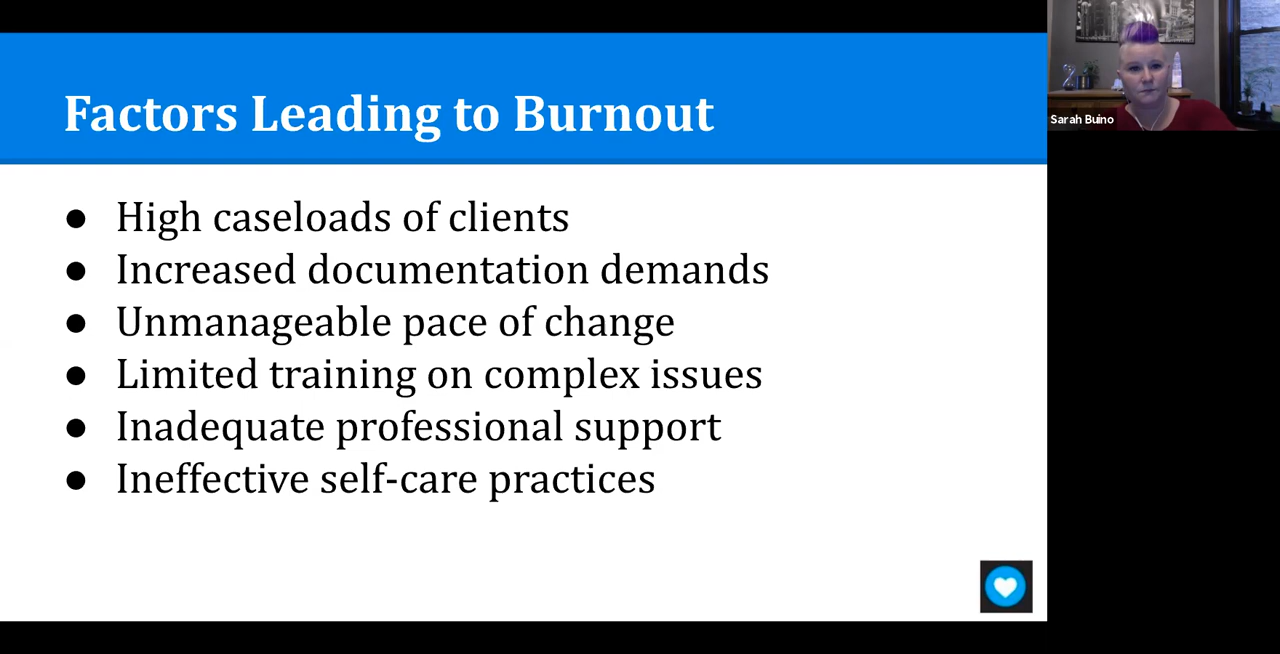 Factors Leading to Burnout
● High caseloads of clients
● Increased documentation demands
● Unmanageable pace of change
● Limited training on complex issues
● Inadequate professional support
● Ineffective self-care practices
Sarah Buino